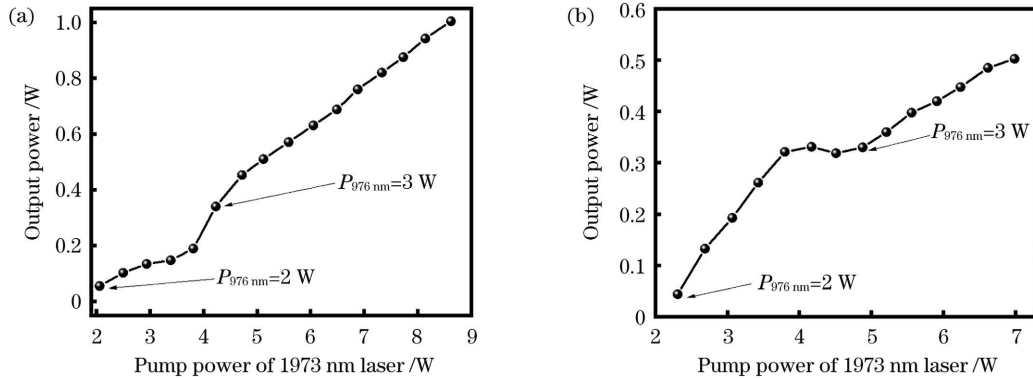 (a)
1.0
0.8
0.6
0.4
0.2
0
Output power /W
P976 nm=3 W
P976 nm=2 W
2 3 4 5 6 7 8 9
Pump power of 1973 nm laser /W
(b)
0.6
0.5
0.4
0.3
0.2
0.1
0
Output power /W
P976 nm=3 W
P976 nm=2 W
2 3 4 5 6 7
Pump power of 1973 nm laser /W